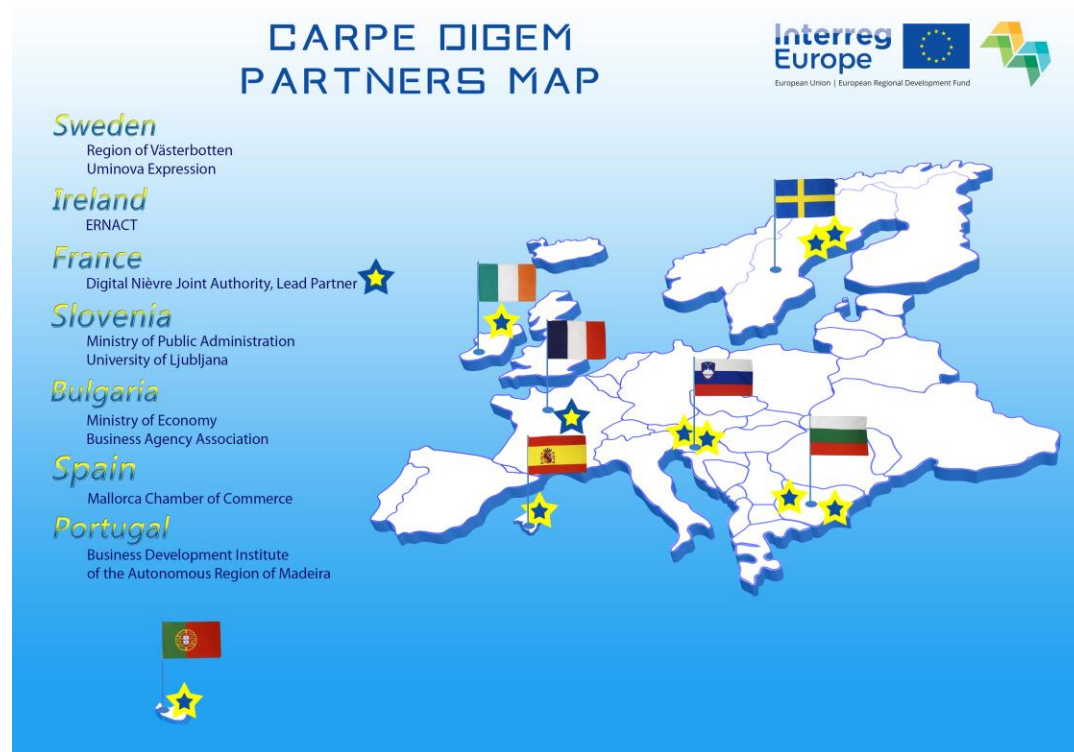 CARPE DIGEM
PARTNERS MAP
Interreg
Europe
European Union | European Regional Development Fund
Sweden
Region of Västerbotten
Uminova Expression
Ireland
ERNACT
France
Digital Nièvre Joint Authority, Lead Partner
Slovenia
Ministry of Public Administration
University of Ljubljana
Bulgaria
Ministry of Economy
Business Agency Association
Spain
Mallorca Chamber of Commerce
Portugal
Business Development Institute
of the Autonomous Region of Madeira